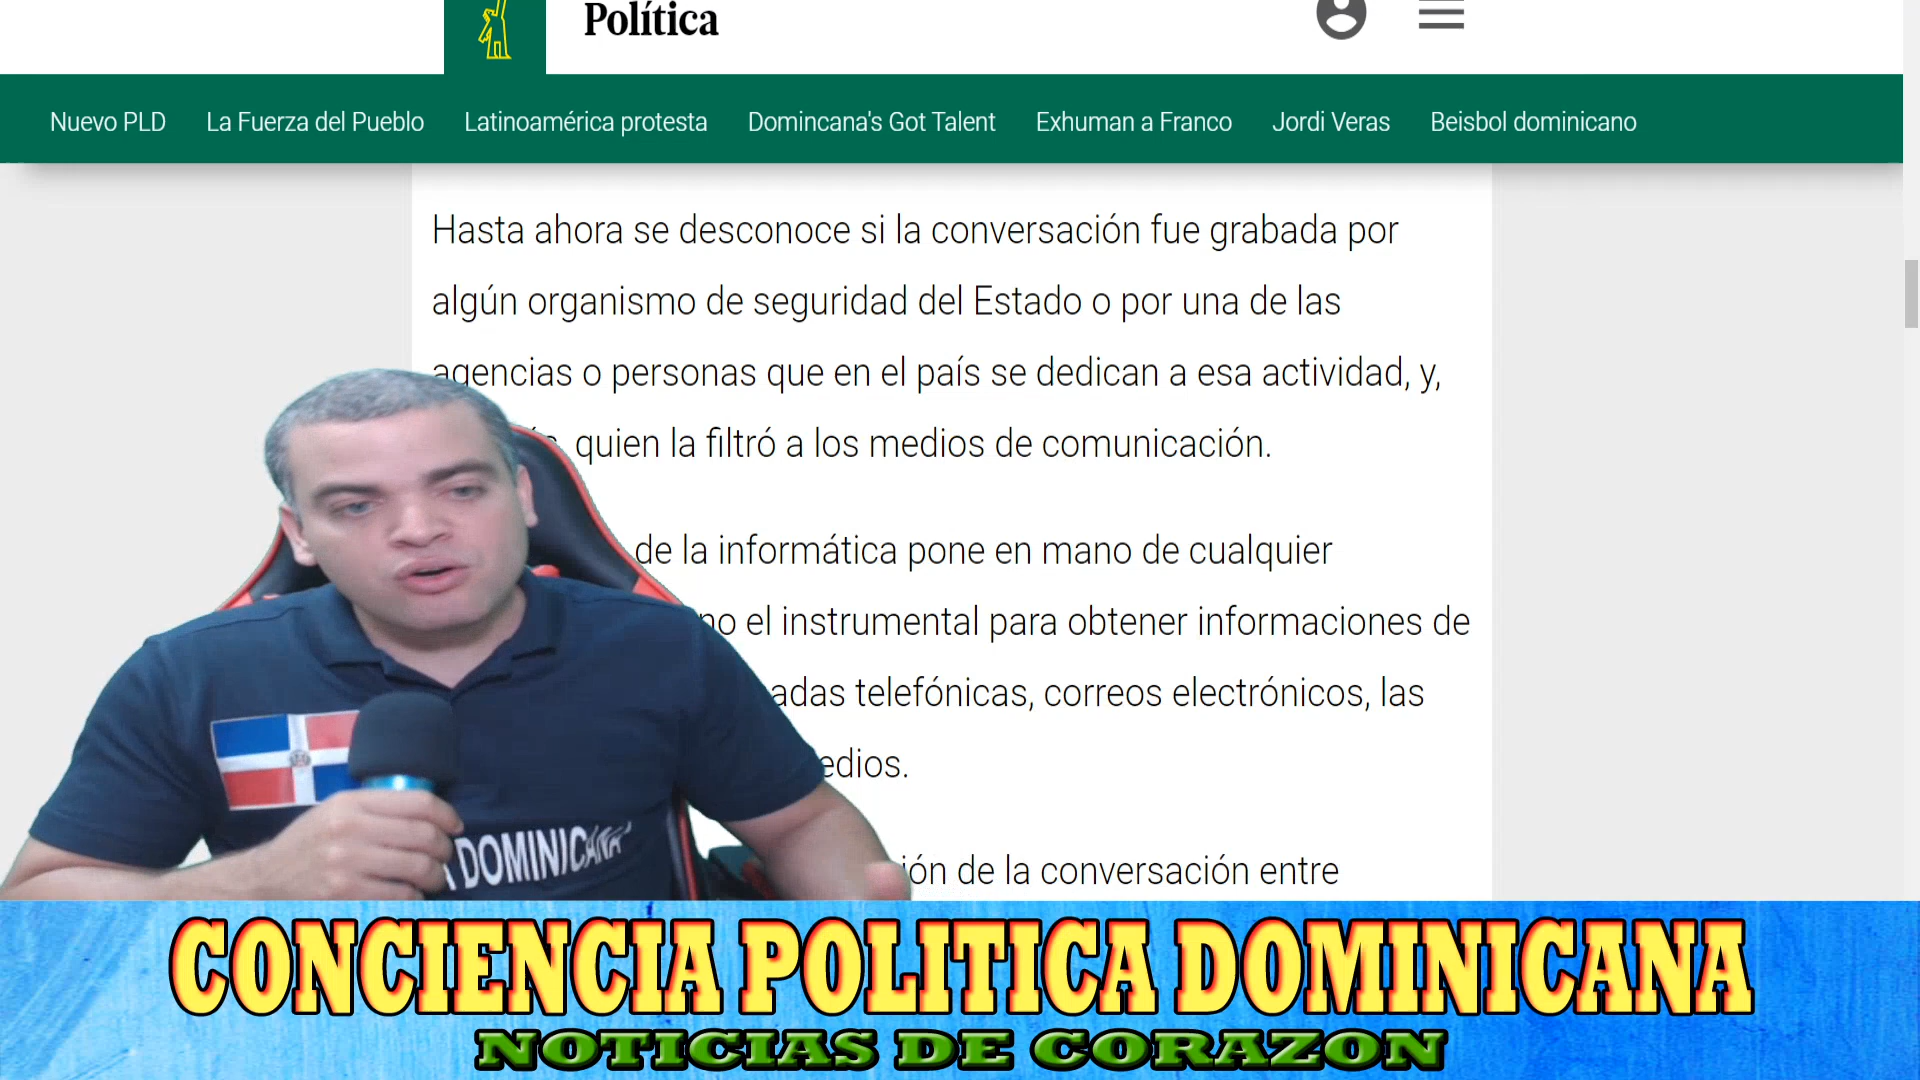 Política
Nuevo PLD La Fuerza del Pueblo Latinoamérica protesta Domincana's Got Talent Exhuman a Franco Jordi Veras Beisbol dominicano
Hasta ahora se desconoce si la conversación fue grabada por
algún organismo de seguridad del Estado o por una de las
agencias o personas que en el país se dedican a esa actividad, y,
quien la filtró a los medios de comunicación.
de la informática pone en mano de cualquier
el instrumental para obtener informaciones de
telefónicas, correos electrónicos, las
de la conversación entre
DOMINICANA
CONCIENCIA POLITICA DOMINICANA
NOTICIAS DE CORAZON